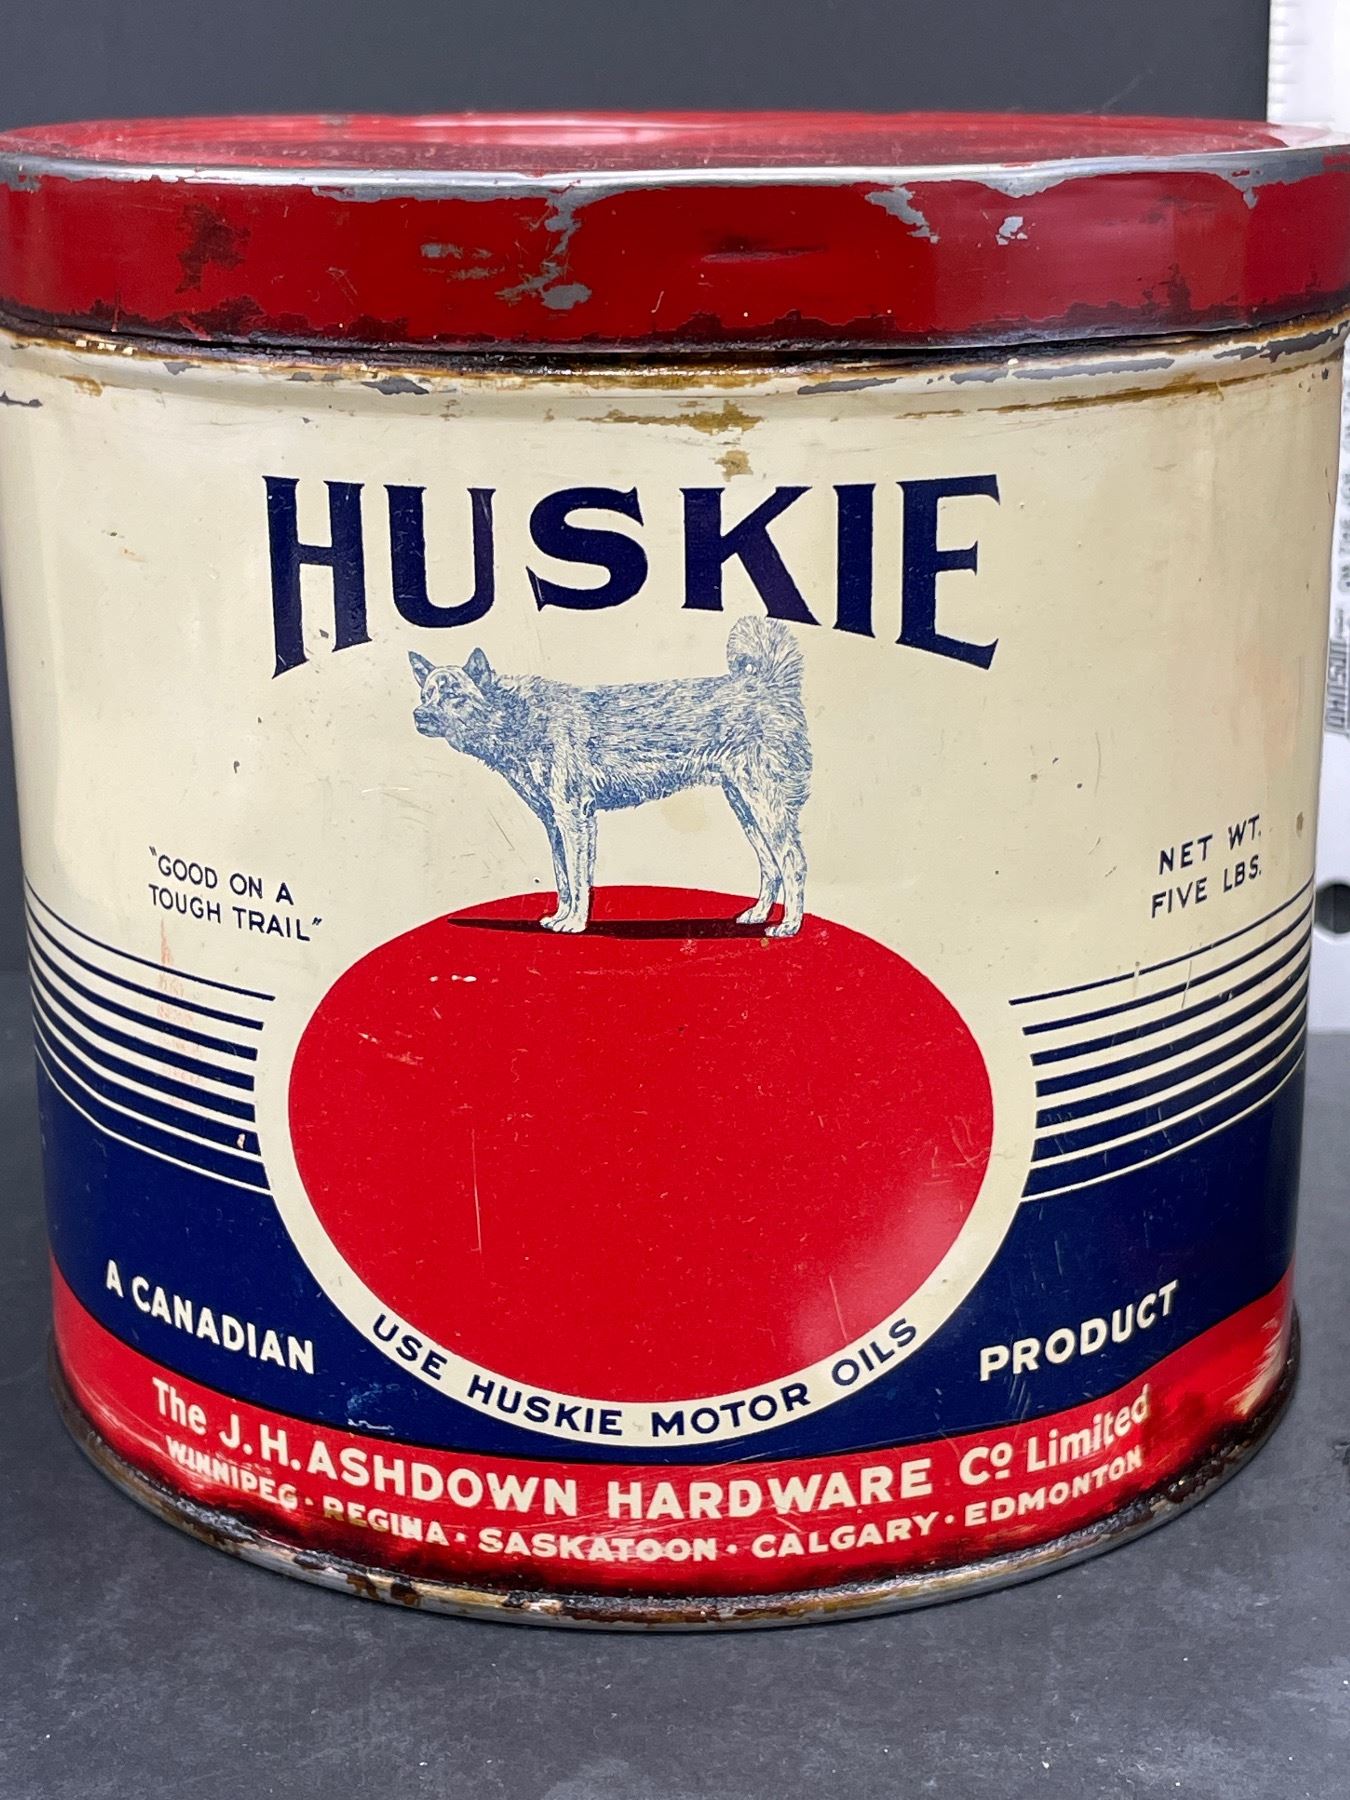 HUSKIE
"GOOD ON A
TOUGH TRAIL"
NET WT.
FIVE LBS.
A CANADIAN
PRODUCT
USE HUSKIE MOTOR OILS
The J.H. ASHDOWN HARDWARE Co Limited
WINNIPEG · REGINA · SASKATOON · CALGARY · EDMONTON